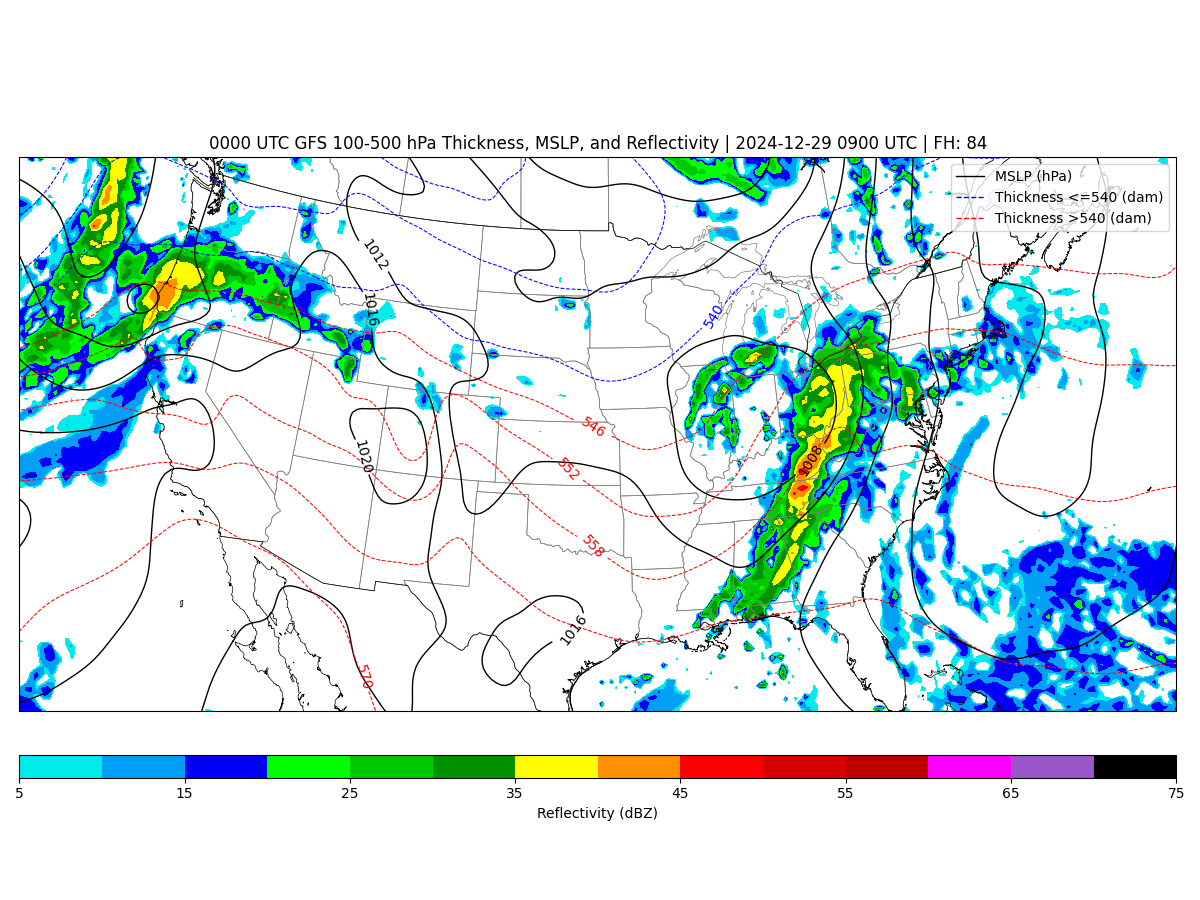 0000 UTC GFS 100-500 hPa Thickness, MSLP, and Reflectivity | 2024-12-29 0900 UTC | FH: 84
MSLP (hPa)
Thickness <=540 (dam)
Thickness >540 (dam)
1012
1016
540
546
1020
552
1008
558
1016
570
5 15 25 35 45 55 65 75
Reflectivity (dBZ)